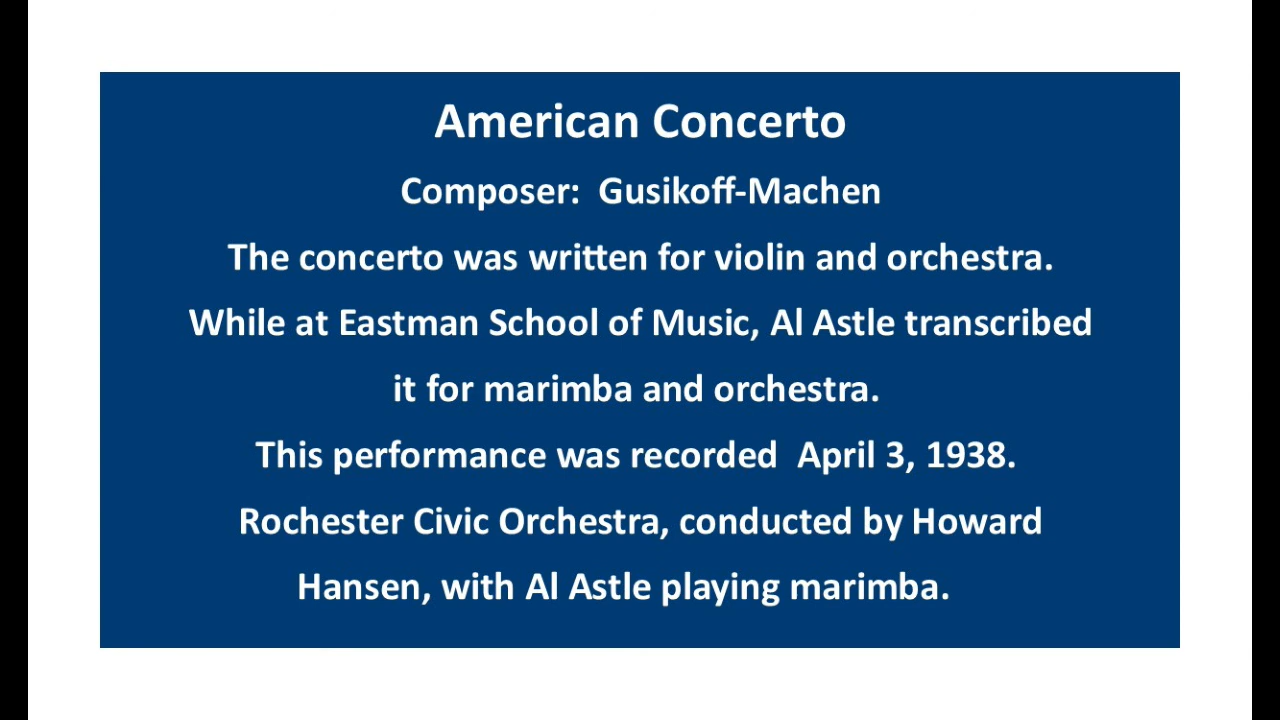 American Concerto
Composer:  Gusikoff-Machen
The concerto was written for violin and orchestra.
While at Eastman School of Music, Al Astle transcribed
it for marimba and orchestra.
This performance was recorded  April 3, 1938.
Rochester Civic Orchestra, conducted by Howard
Hansen, with Al Astle playing marimba.